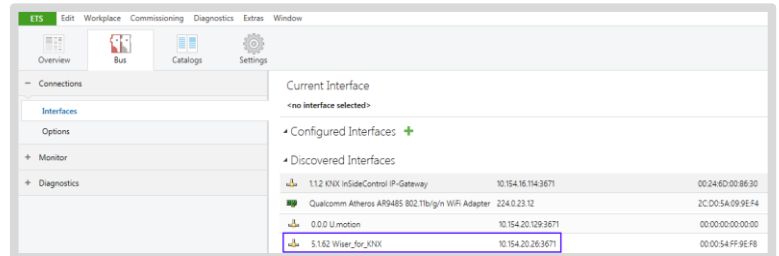 ETS Edit Workplace Commissioning Diagnostics Extras Window
Overview Bus Catalogs Settings
Connections
Interfaces
Options
Monitor
Diagnostics
Current Interface
<no interface selected>
Configured Interfaces
Discovered Interfaces
1.1.2 KNX InSideControl IP-Gateway 10.154.16.114:3671 00:24:6D:00:86:30
Qualcomm Atheros AR9485 802.11b/g/n WiFi Adapter 224.0.23.12 2C:D0:5A:09:9E:F4
0.0.0 U.motion 10.154.20.129:3671 00:00:00:00:00:00
5.1.62 Wiser_for_KNX 10.154.20.26:3671 00:00:54:FF:9E:FB